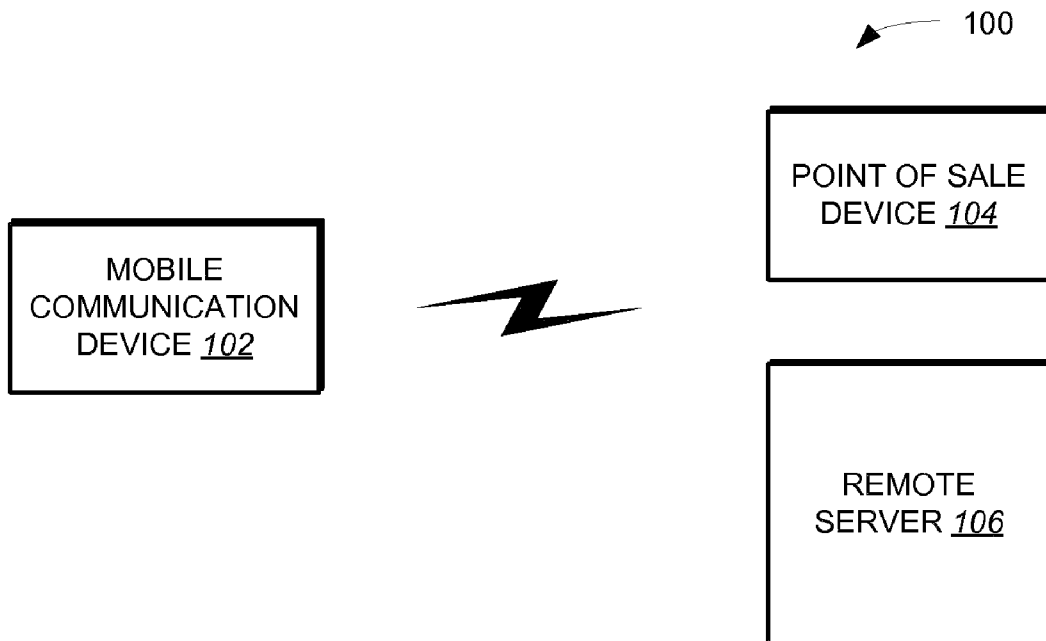 100
POINT OF SALE
DEVICE 104
MOBILE
COMMUNICATION
DEVICE 102
REMOTE
SERVER 106